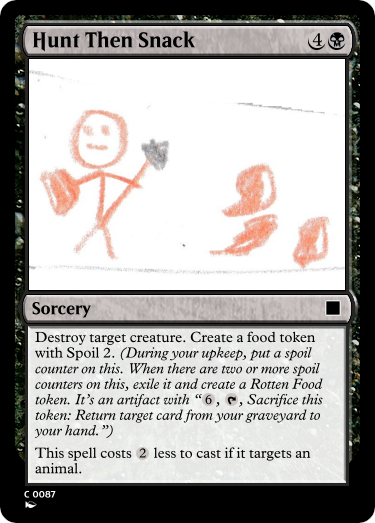 Hunt Then Snack 4
Sorcery
Destroy target creature. Create a food token
with Spoil 2. (During your upkeep, put a spoil
counter on this. When there are two or more spoil
counters on this, exile it and create a Rotten Food
token. It's an artifact with “6, , Sacrifice this
token: Return target card from your graveyard to
your hand.”)
This spell costs 2 less to cast if it targets an
animal.
C 0087